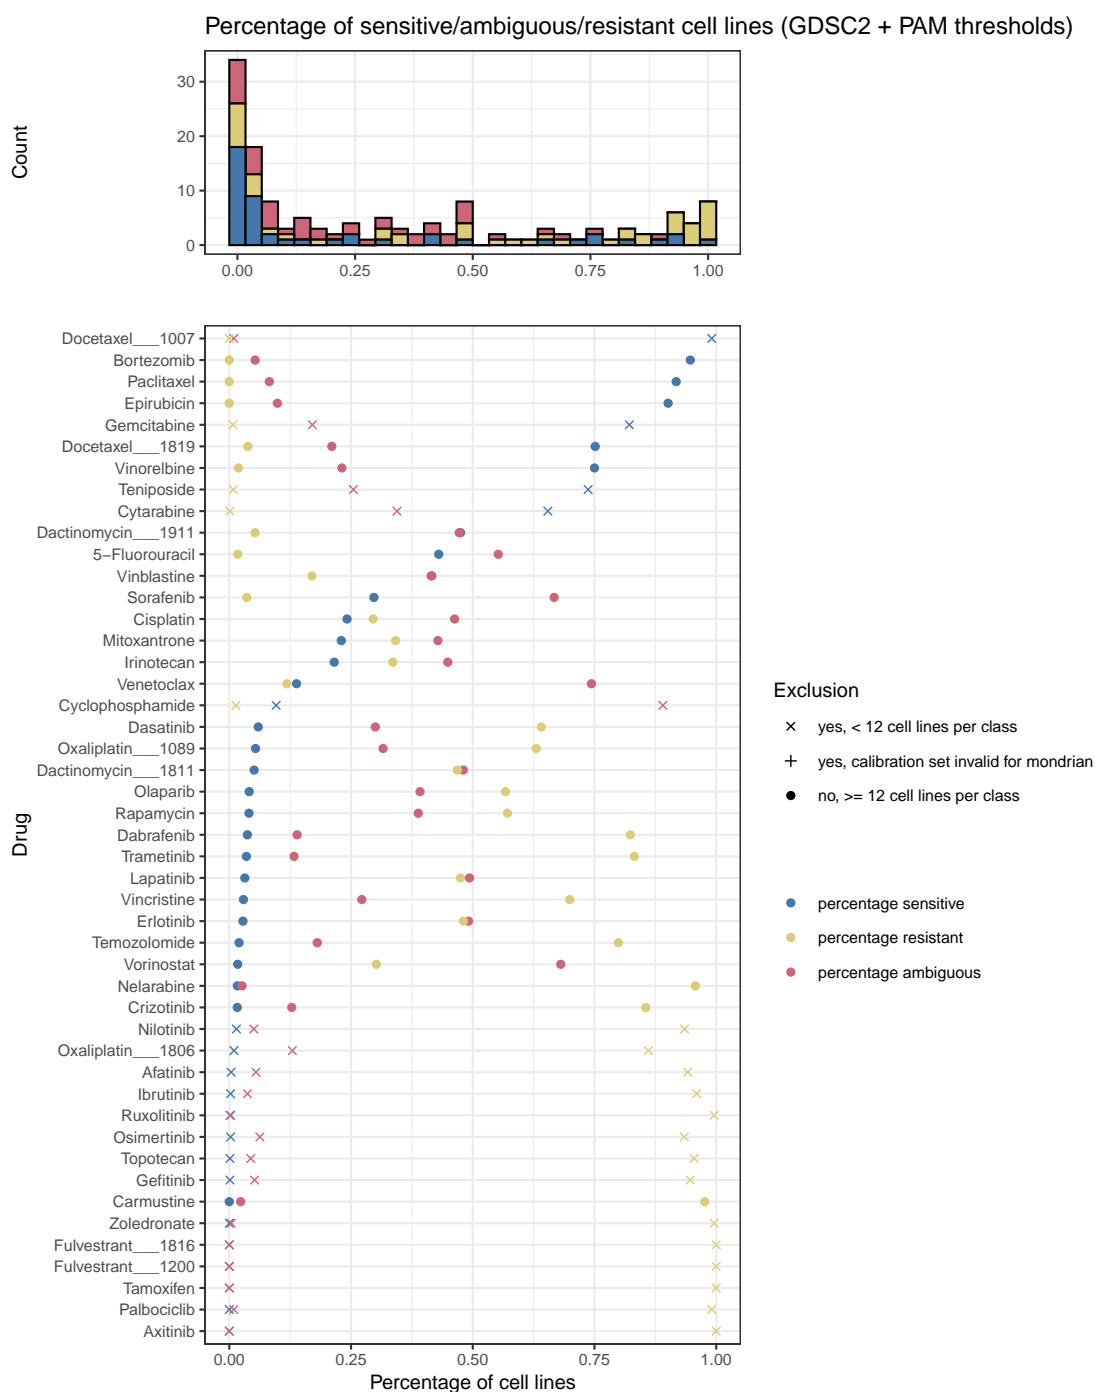 Percentage of sensitive/ambiguous/resistant cell lines (GDSC2 + PAM thresholds)
Count
30
20
10
0
0.00 0.25 0.50 0.75 1.00
Drug
Docetaxel___1007
Bortezomib
Paclitaxel
Epirubicin
Gemcitabine
Docetaxel___1819
Vinorelbine
Teniposide
Cytarabine
Dactinomycin___1911
5−Fluorouracil
Vinblastine
Sorafenib
Cisplatin
Mitoxantrone
Irinotecan
Venetoclax
Cyclophosphamide
Dasatinib
Oxaliplatin___1089
Dactinomycin___1811
Olaparib
Rapamycin
Dabrafenib
Trametinib
Lapatinib
Vincristine
Erlotinib
Temozolomide
Vorinostat
Nelarabine
Crizotinib
Nilotinib
Oxaliplatin___1806
Afatinib
Ibrutinib
Ruxolitinib
Osimertinib
Topotecan
Gefitinib
Carmustine
Zoledronate
Fulvestrant___1816
Fulvestrant___1200
Tamoxifen
Palbociclib
Axitinib
0.00 0.25 0.50 0.75 1.00
Percentage of cell lines
Exclusion
yes, < 12 cell lines per class
yes, calibration set invalid for mondrian
no, >= 12 cell lines per class
percentage sensitive
percentage resistant
percentage ambiguous